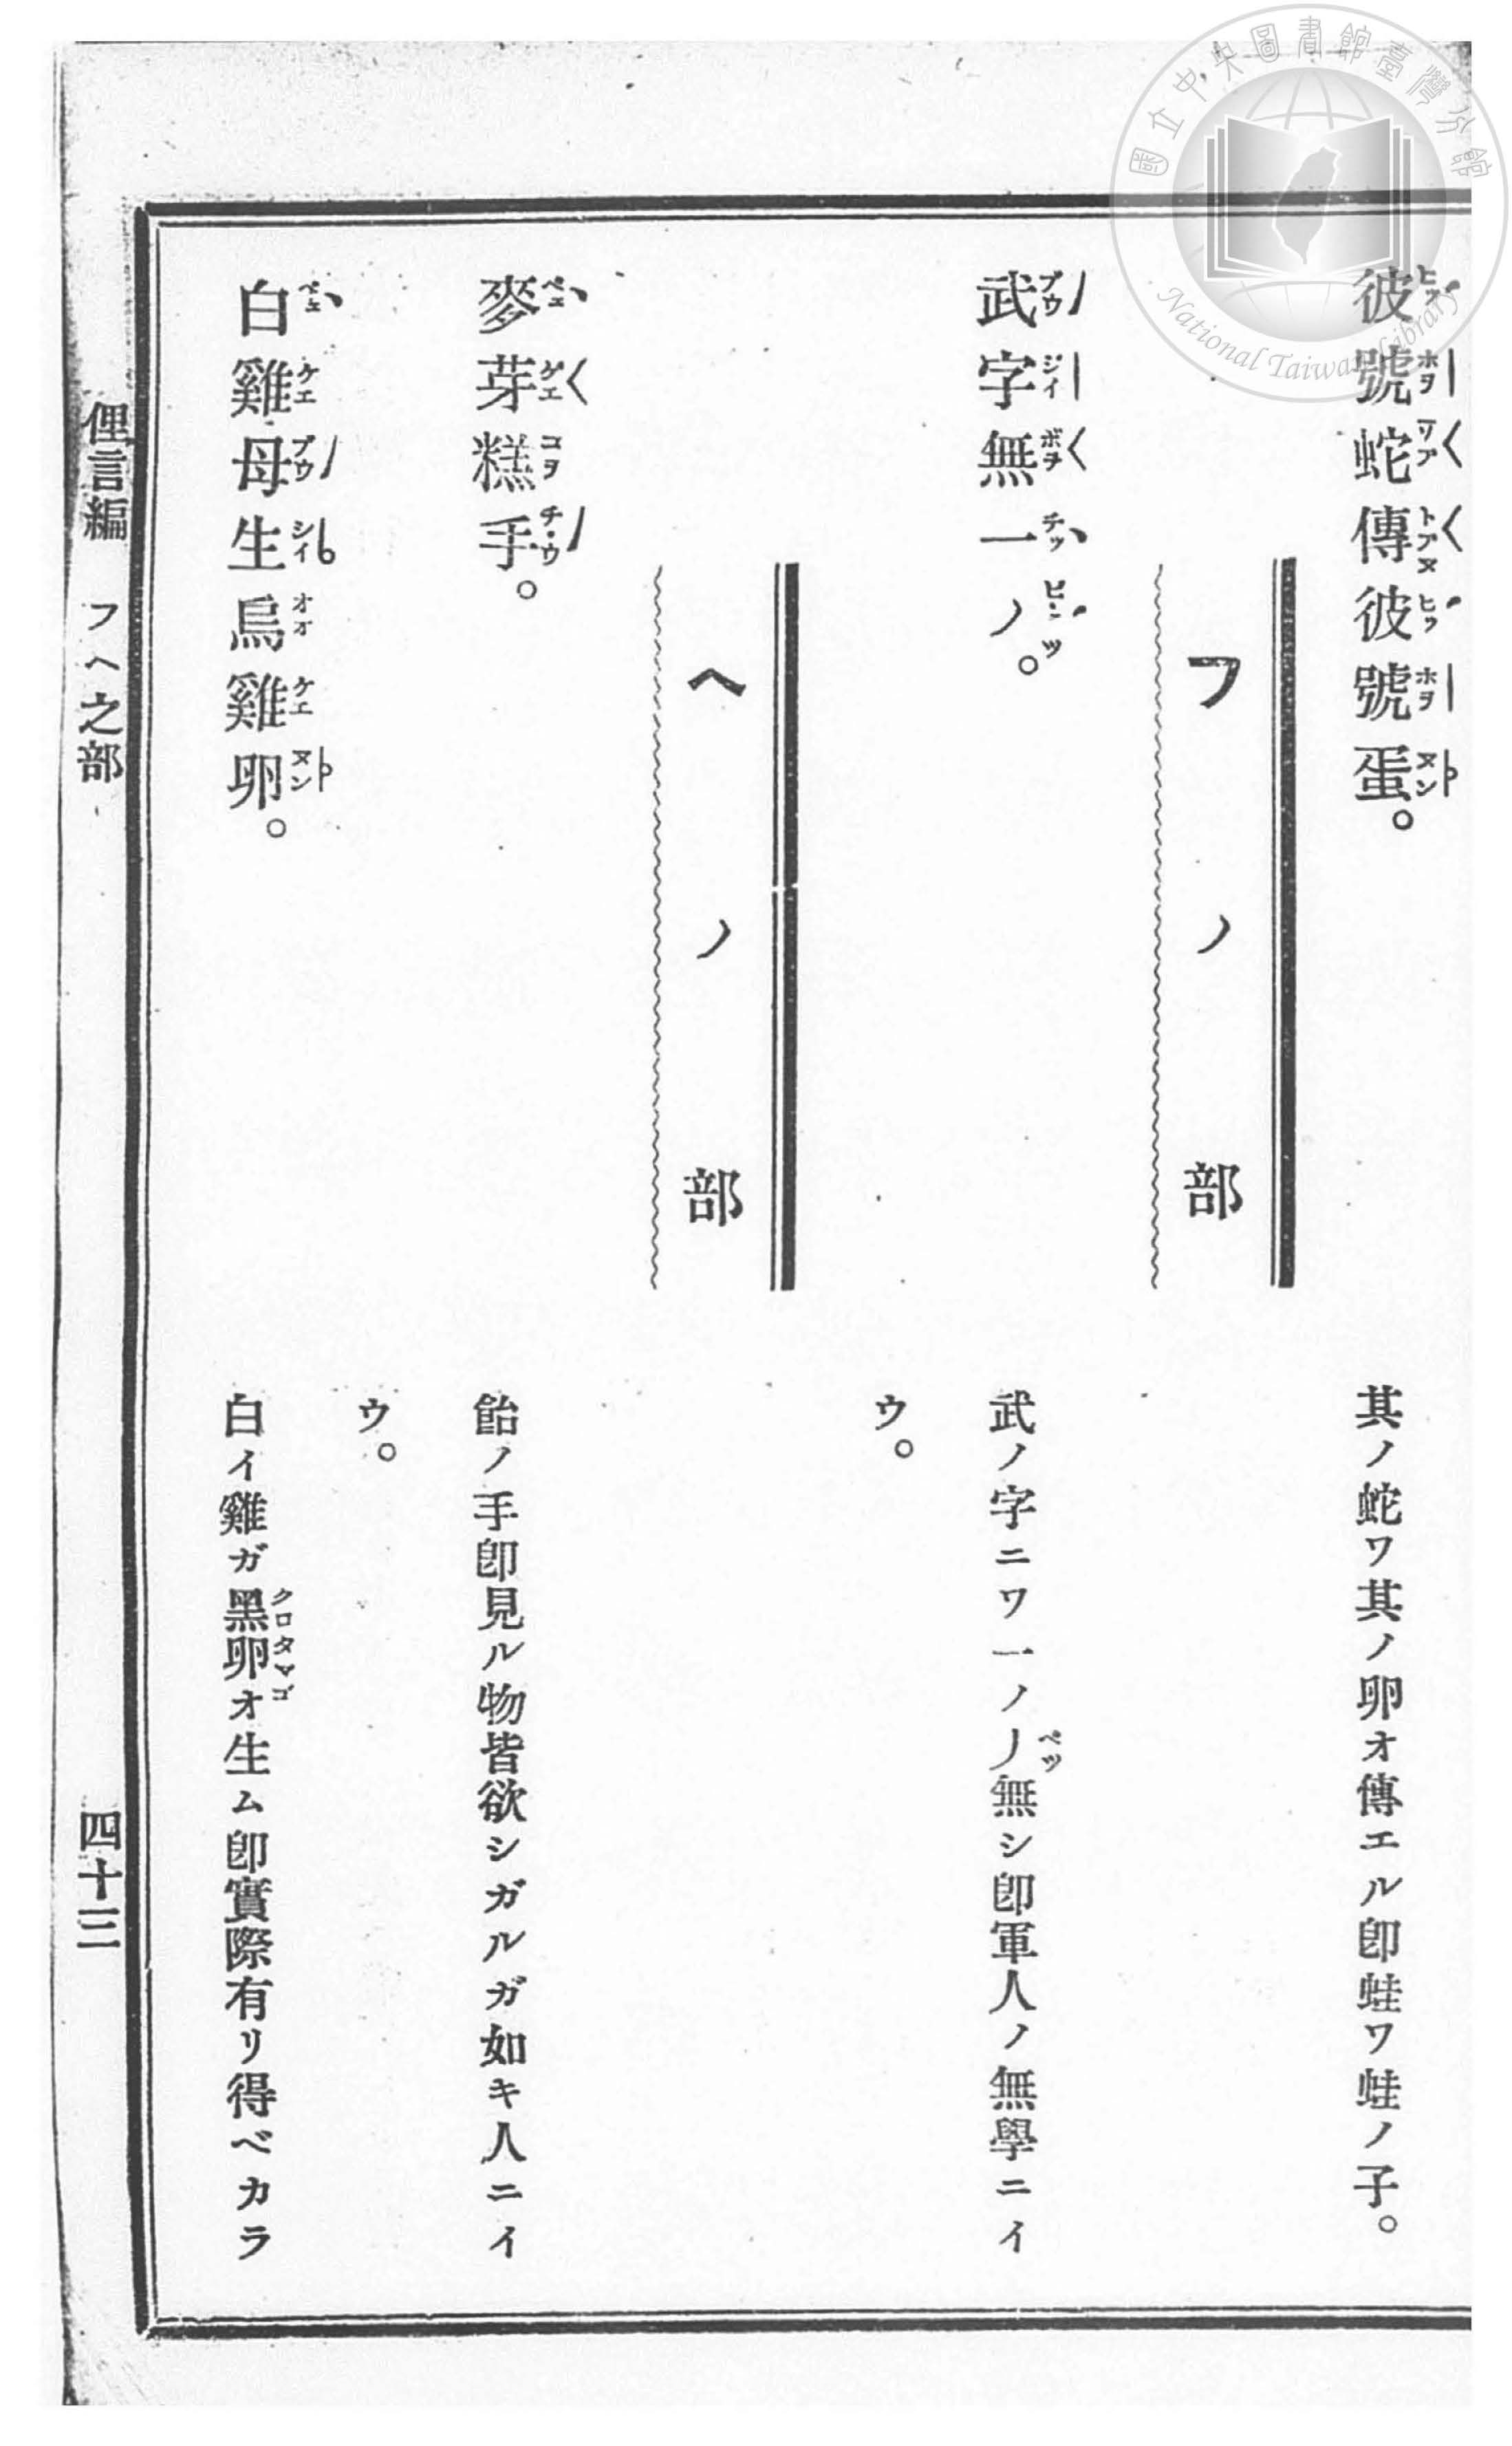 彼號蛇傳彼號蛋。
其ノ蛇ワ其ノ卵オ傳エル卽蛙ワ蛙ノ子。
フノ部
武字無一ノ。
武ノ字ニワ一ノ丿無シ卽軍人ノ無學ニイ
ウ。
ヘノ部
麥芽糕手。
飴ノ手卽見ル物皆欲シガルガ如キ人ニイ
ウ。
白雞母生烏雞卵。
白イ雞ガ黑卵オ生ム卽實際有リ得ベカラ
俚言編 フヘ之部 四十三
國立中央圖書館臺灣分館
National Taiwan Library